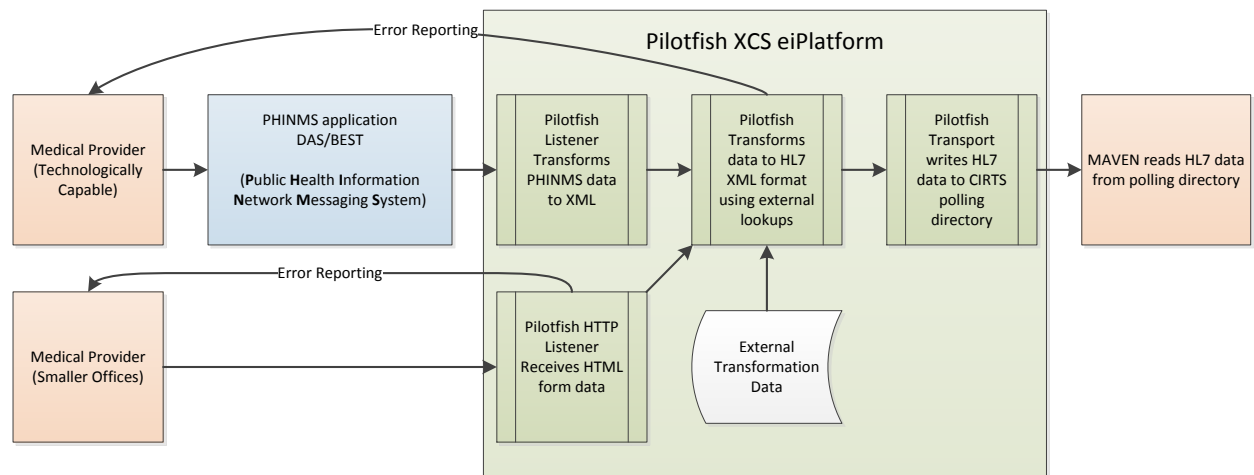 Error Reporting
Pilotfish XCS eiPlatform
Medical Provider
(Technologically
Capable)
PHINMS application
DAS/BEST
(Public Health Information
Network Messaging System)
Pilotfish
Listener
Transforms
PHINMS data
to XML
Pilotfish
Transforms
data to HL7
XML format
using external
lookups
Pilotfish
Transport
writes HL7
data to CIRTS
polling
directory
MAVEN reads HL7 data
from polling directory
Error Reporting
Medical Provider
(Smaller Offices)
Pilotfish HTTP
Listener
Receives HTML
form data
External
Transformation
Data